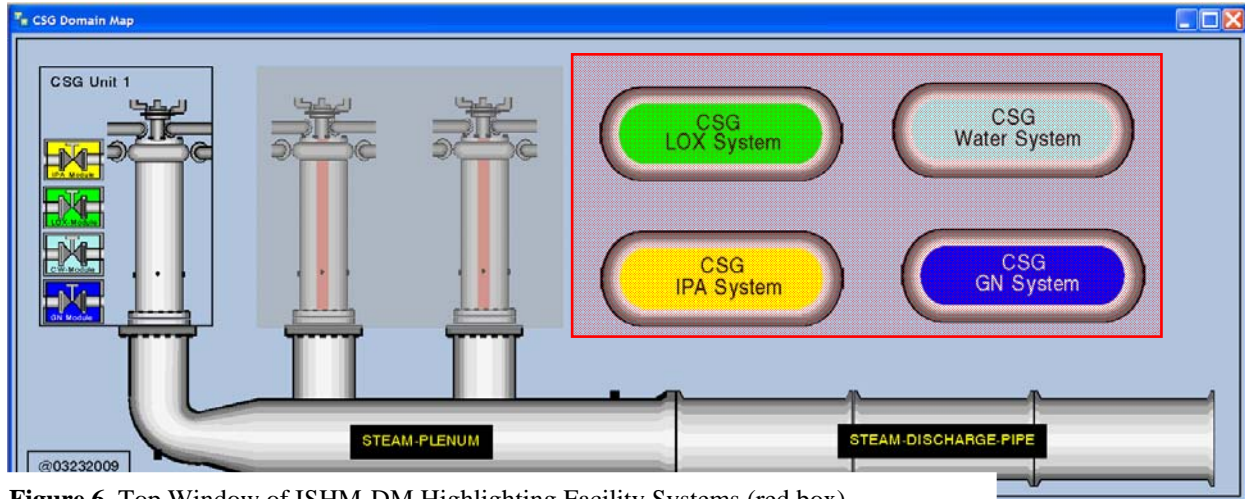 CSG Domain Map
CSG Unit 1
IPA Module
LOX-Module
CW-Module
GN Module
CSG
LOX System
CSG
Water System
CSG
IPA System
CSG
GN System
STEAM-PLENUM
STEAM-DISCHARGE-PIPE
@03232009
Figure 6. Top Window of ISHM-DM Highlighting Facility Systems (red box)